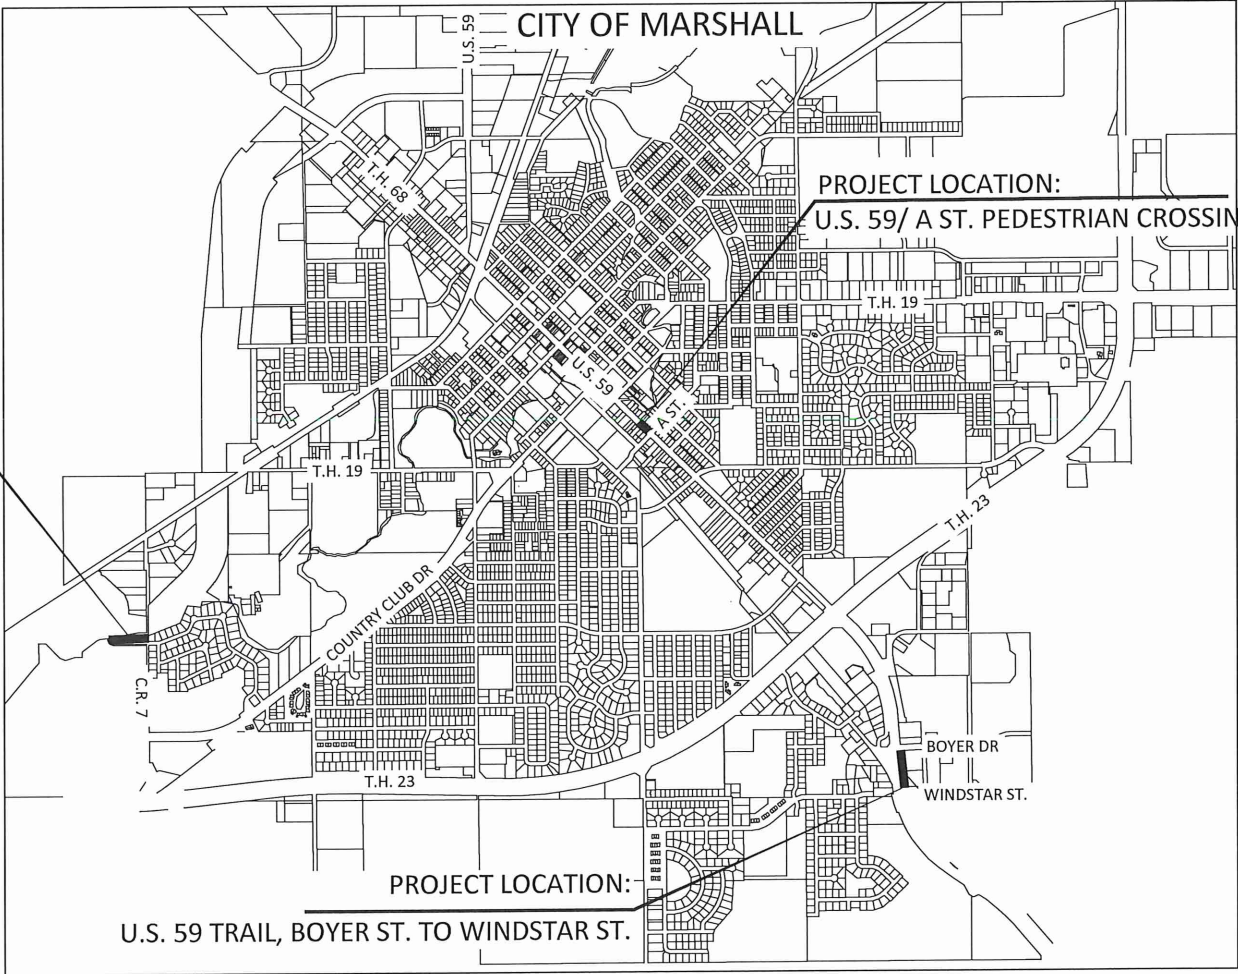 U.S. 59
CITY OF MARSHALL
T.H. 68
PROJECT LOCATION:
U.S. 59/ A ST. PEDESTRIAN CROSSIN
T.H. 19
U.S. 59
A ST.
T.H. 19
T.H. 23
COUNTRY CLUB DR
C.R. 7
BOYER DR
T.H. 23
WINDSTAR ST.
PROJECT LOCATION:
U.S. 59 TRAIL, BOYER ST. TO WINDSTAR ST.